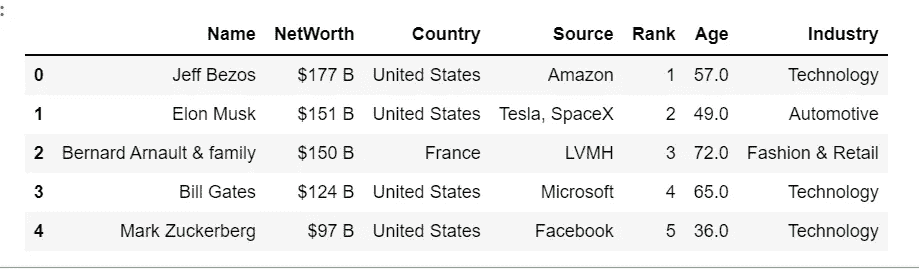 :
Name NetWorth Country Source Rank Age Industry
0 Jeff Bezos $177 B United States Amazon 1 57.0 Technology
1 Elon Musk $151 B United States Tesla, SpaceX 2 49.0 Automotive
2 Bernard Arnault & family $150 B France LVMH 3 72.0 Fashion & Retail
3 Bill Gates $124 B United States Microsoft 4 65.0 Technology
4 Mark Zuckerberg $97 B United States Facebook 5 36.0 Technology